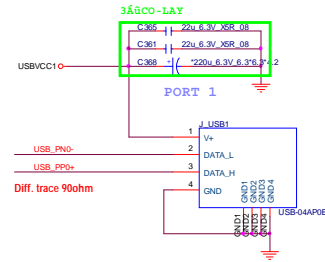 3ÃûCO-LAY
C365 22u_6.3V_X5R_08
C361 22u_6.3V_X5R_08
USBVCC1
C368 + *220u_6.3V_6.3*6.3*4.2
PORT 1
J_USB1
1 V+
USB_PN0- 2 DATA_L
USB_PP0+ 3 DATA_H
Diff. trace 90ohm
4 GND
GND1 GND2 GND3 GND4
GND1 GND2 GND3 GND4
USB-04AP0B